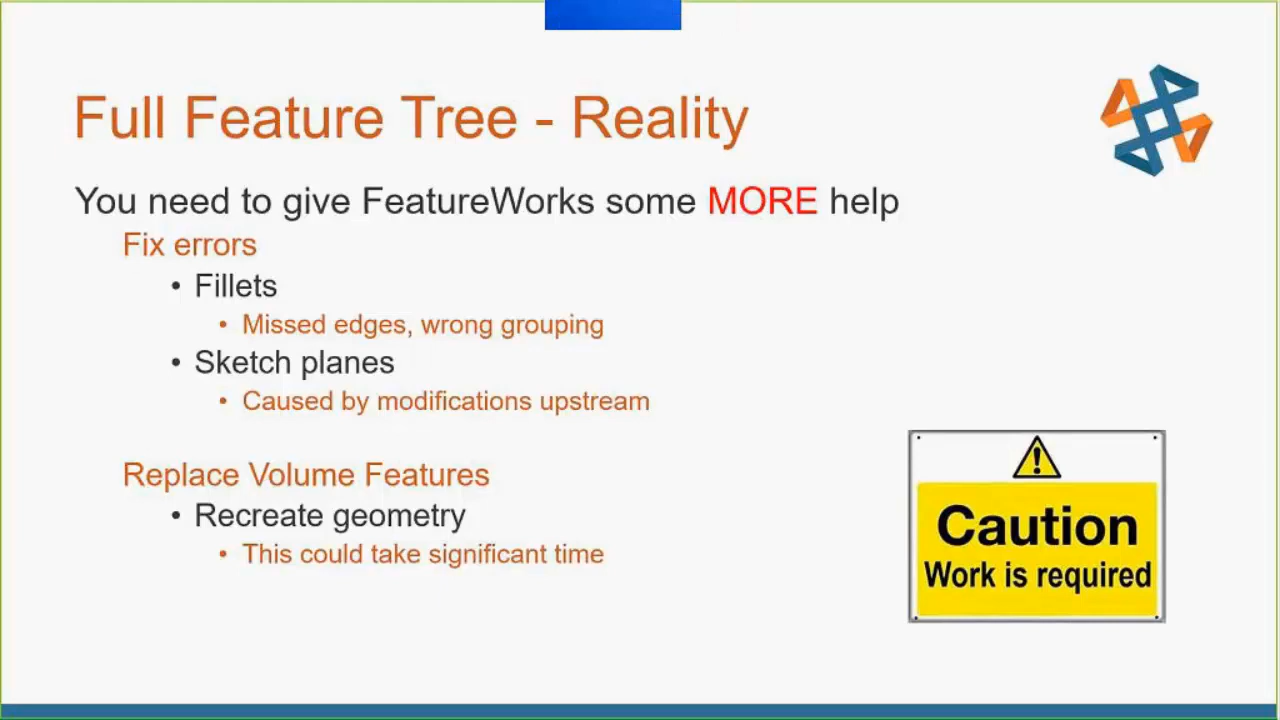 Full Feature Tree - Reality
You need to give FeatureWorks some MORE help
Fix errors
• Fillets
• Missed edges, wrong grouping
• Sketch planes
• Caused by modifications upstream
Replace Volume Features
• Recreate geometry
• This could take significant time
Caution
Work is required